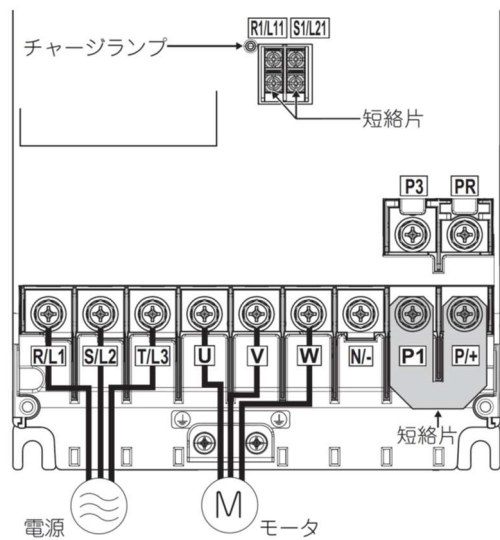 R1/L11 S1/L21
チャージランプ
短絡片
P3 PR
R/L1 S/L2 T/L3 U V W N/- P1 P/+
短絡片
電源 M モータ